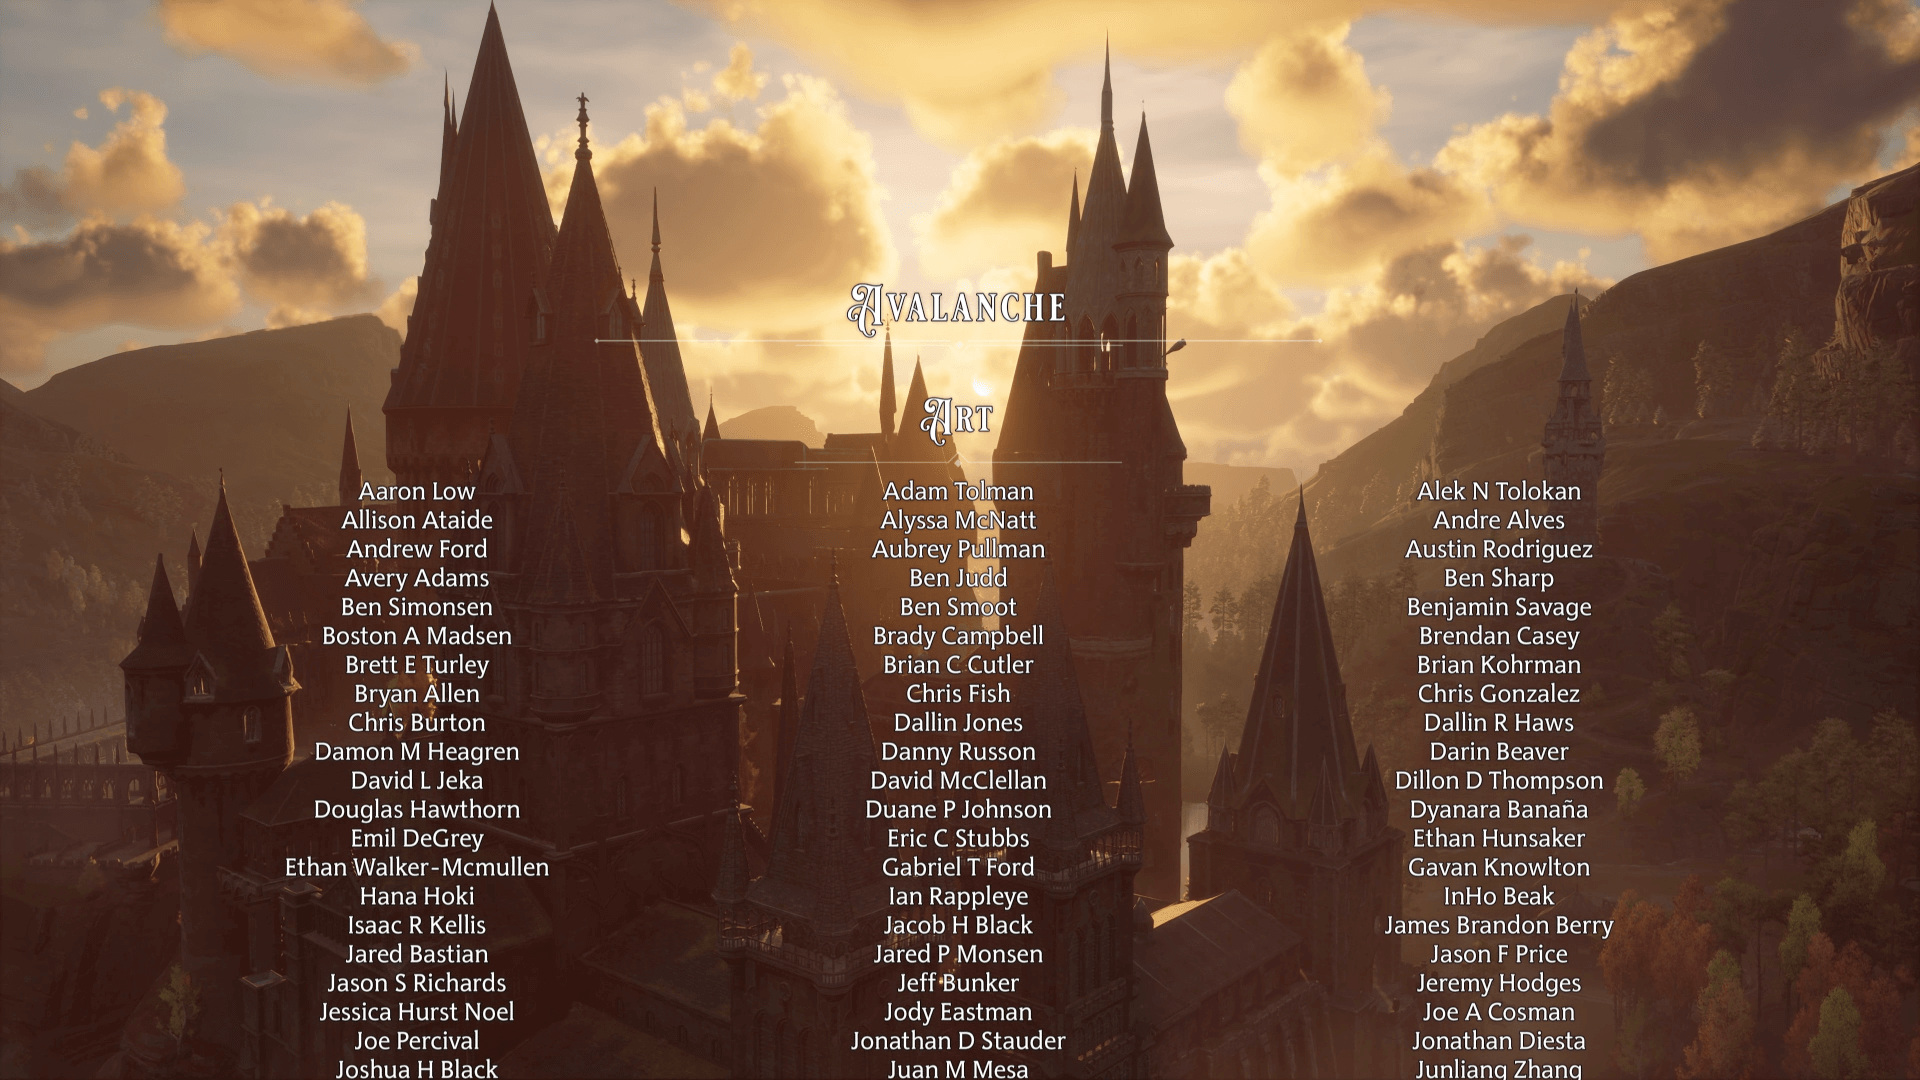 Avalanche
Art
Aaron Low Adam Tolman Alek N Tolokan
Allison Ataide Alyssa McNatt Andre Alves
Andrew Ford Aubrey Pullman Austin Rodriguez
Avery Adams Ben Judd Ben Sharp
Ben Simonsen Ben Smoot Benjamin Savage
Boston A Madsen Brady Campbell Brendan Casey
Brett E Turley Brian C Cutler Brian Kohrman
Bryan Allen Chris Fish Chris Gonzalez
Chris Burton Dallin Jones Dallin R Haws
Damon M Heagren Danny Russon Darin Beaver
David L Jeka David McClellan Dillon D Thompson
Douglas Hawthorn Duane P Johnson Dyanara Banaña
Emil DeGrey Eric C Stubbs Ethan Hunsaker
Ethan Walker-Mcmullen Gabriel T Ford Gavan Knowlton
Hana Hoki Ian Rappleye InHo Beak
Isaac R Kellis Jacob H Black James Brandon Berry
Jared Bastian Jared P Monsen Jason F Price
Jason S Richards Jeff Bunker Jeremy Hodges
Jessica Hurst Noel Jody Eastman Joe A Cosman
Joe Percival Jonathan D Stauder Jonathan Diesta
Joshua H Black Juan M Mesa Junliang Zhang